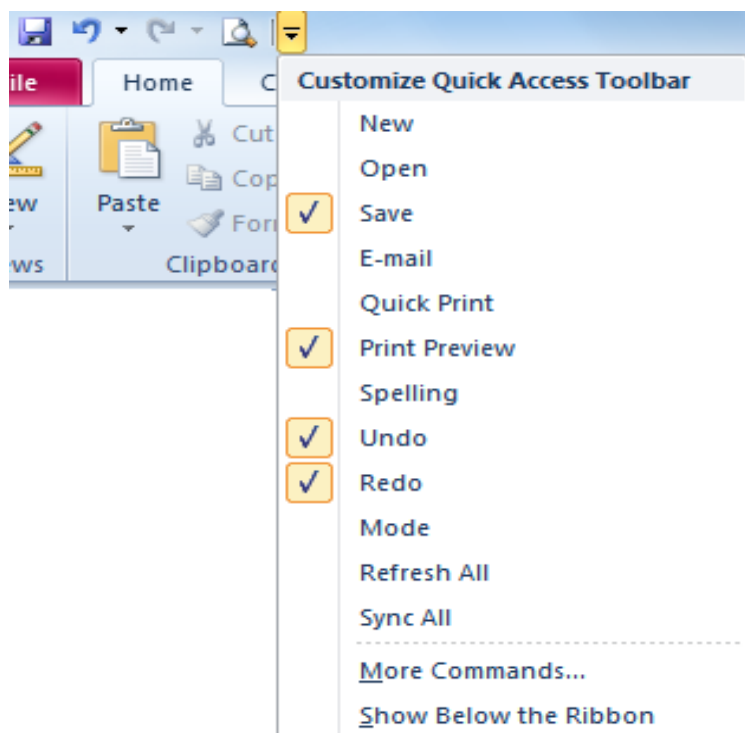 ile Home C
Customize Quick Access Toolbar
New
Open
Save
E-mail
Quick Print
Print Preview
Spelling
Undo
Redo
Mode
Refresh All
Sync All
More Commands...
Show Below the Ribbon
ew
ws
Paste
Cut
Cop
For
Clipboard